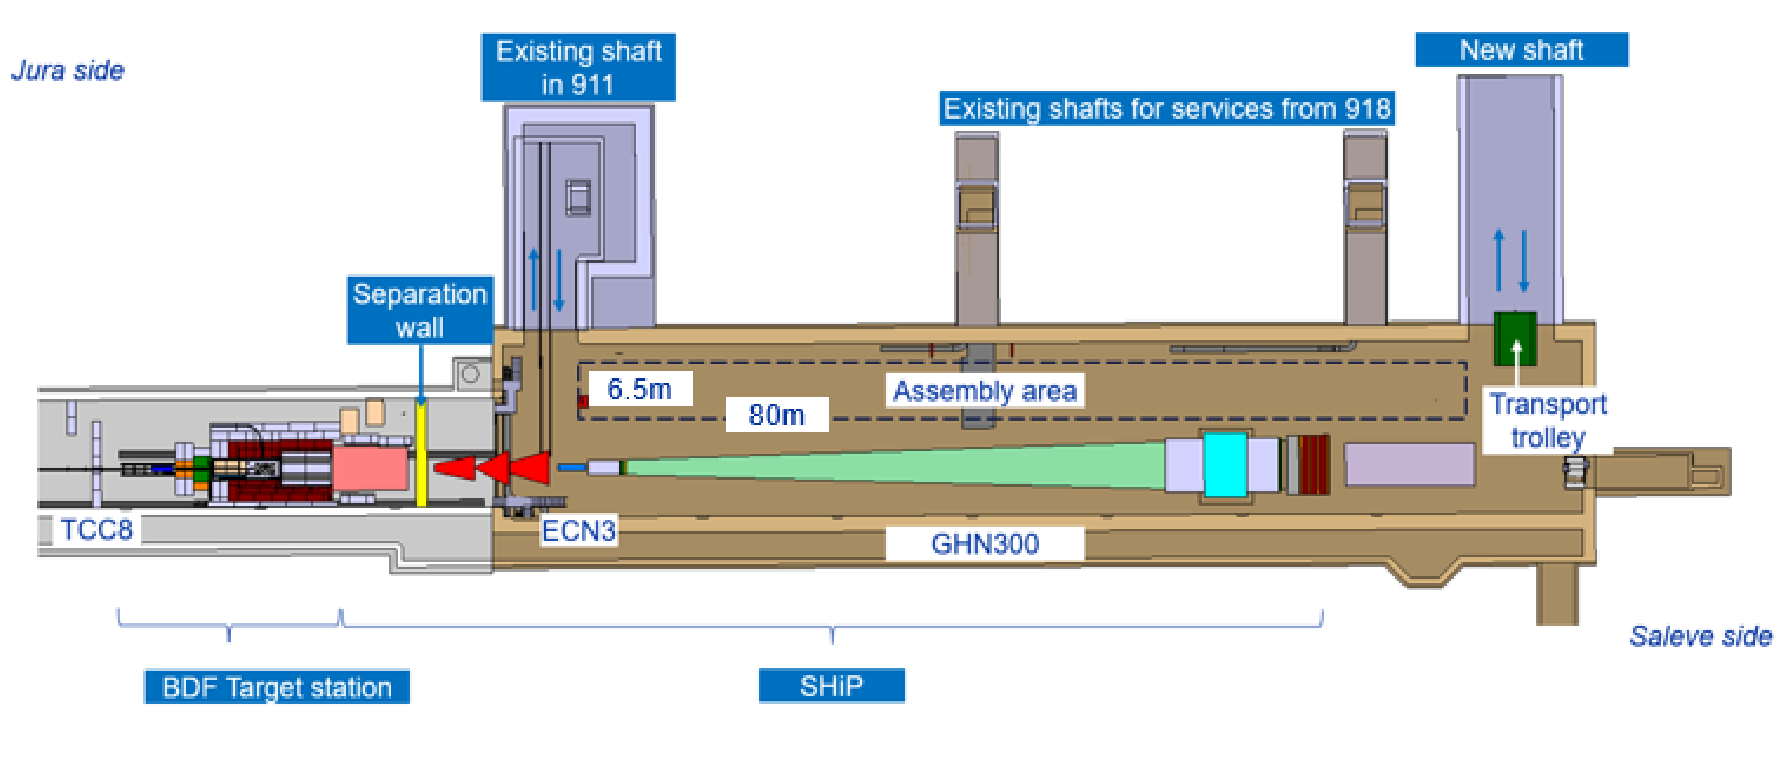 Jura side
Existing shaft
in 911
New shaft
Existing shafts for services from 918
Separation
wall
6.5m
80m
Assembly area
Transport
trolley
TCC8
ECN3
GHN300
Saleve side
BDF Target station
SHiP